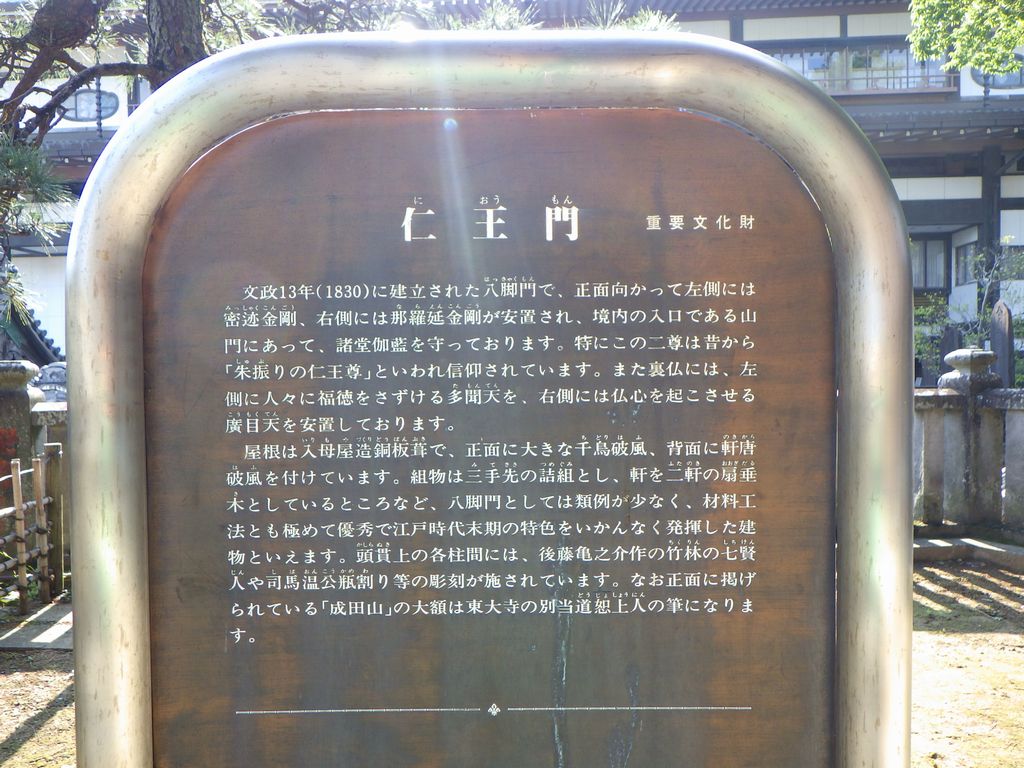 仁王門 重要文化財
文政13年(1830)に建立された八脚門で、正面向かって左側には
密迹金剛、右側には那羅延金剛が安置され、境内の入口である山
門にあって、諸堂伽藍を守っております。特にこの二尊は昔から
「朱振りの仁王尊」といわれ信仰されています。また裏仏には、左
側に人々に福徳をさずける多聞天を、右側には仏心を起こさせる
廣目天を安置しております。
屋根は入母屋造銅板葺で、正面に大きな千鳥破風、背面に軒唐
破風を付けています。組物は三手先の詰組とし、軒を二軒の扇垂
木としているところなど、八脚門としては類例が少なく、材料工
法とも極めて優秀で江戸時代末期の特色をいかんなく発揮した建
物といえます。頭貫上の各柱間には、後藤亀之介作の竹林の七賢
人や司馬温公瓶割り等の彫刻が施されています。なお正面に掲げ
られている「成田山」の大額は東大寺の別当道恕上人の筆になりま
す。